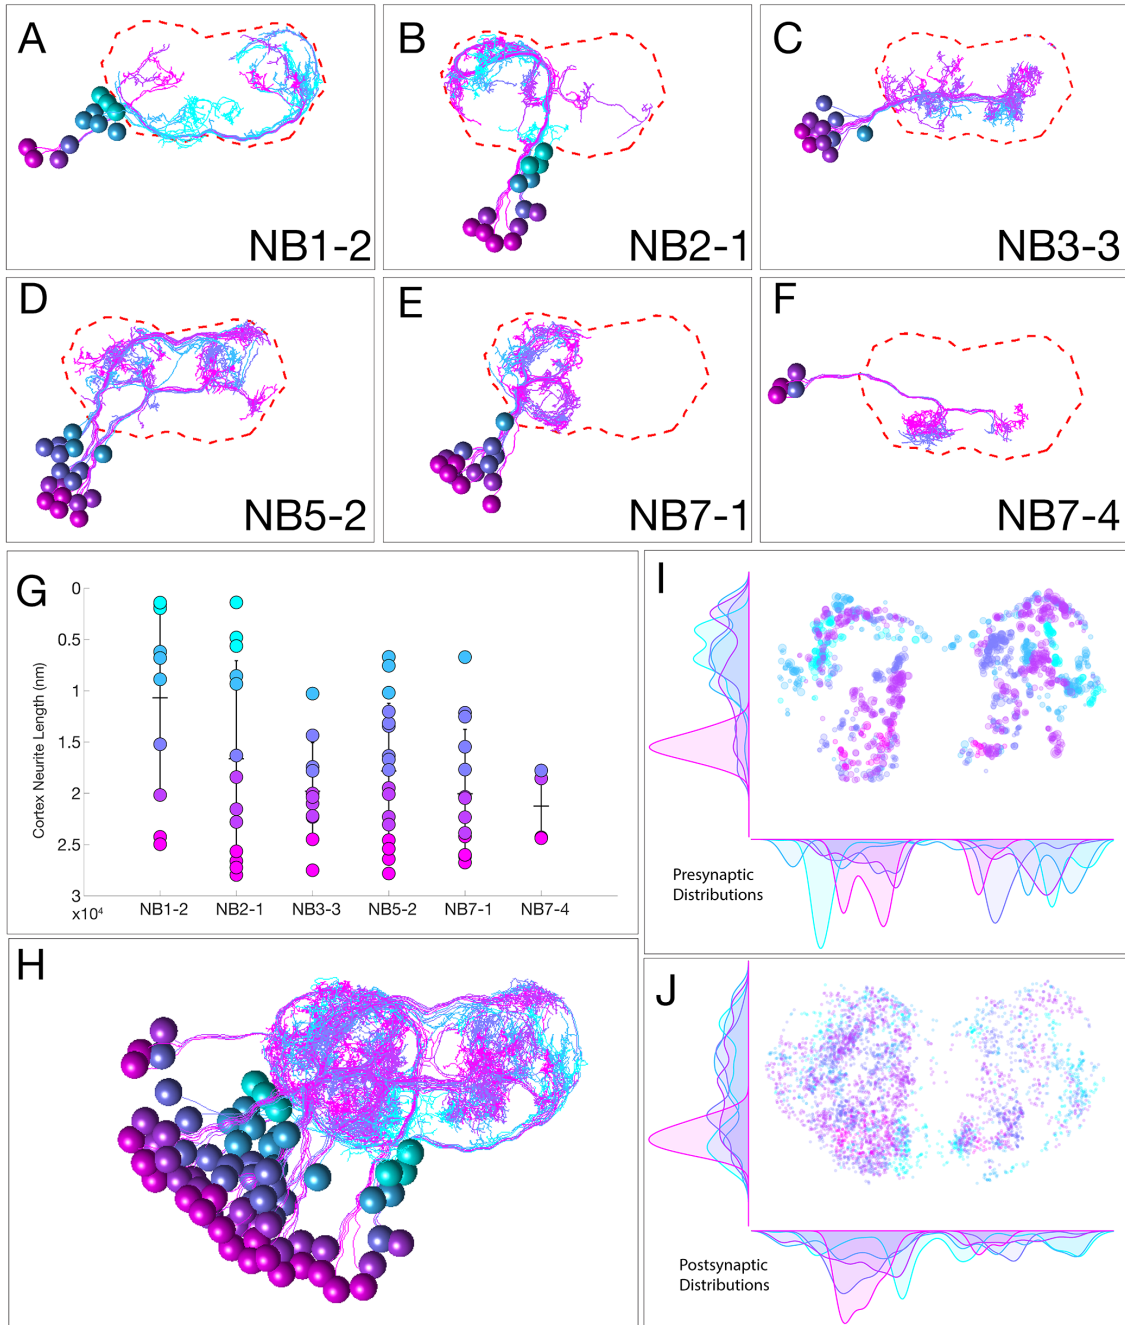 A
NB1-2
B
NB2-1
C
NB3-3
D
NB5-2
E
NB7-1
F
NB7-4
G
Cortex Neurite Length (nm)
0
0.5
1
1.5
2
2.5
3
x10⁴
NB1-2
NB2-1
NB3-3
NB5-2
NB7-1
NB7-4
H
I
Presynaptic
Distributions
J
Postsynaptic
Distributions